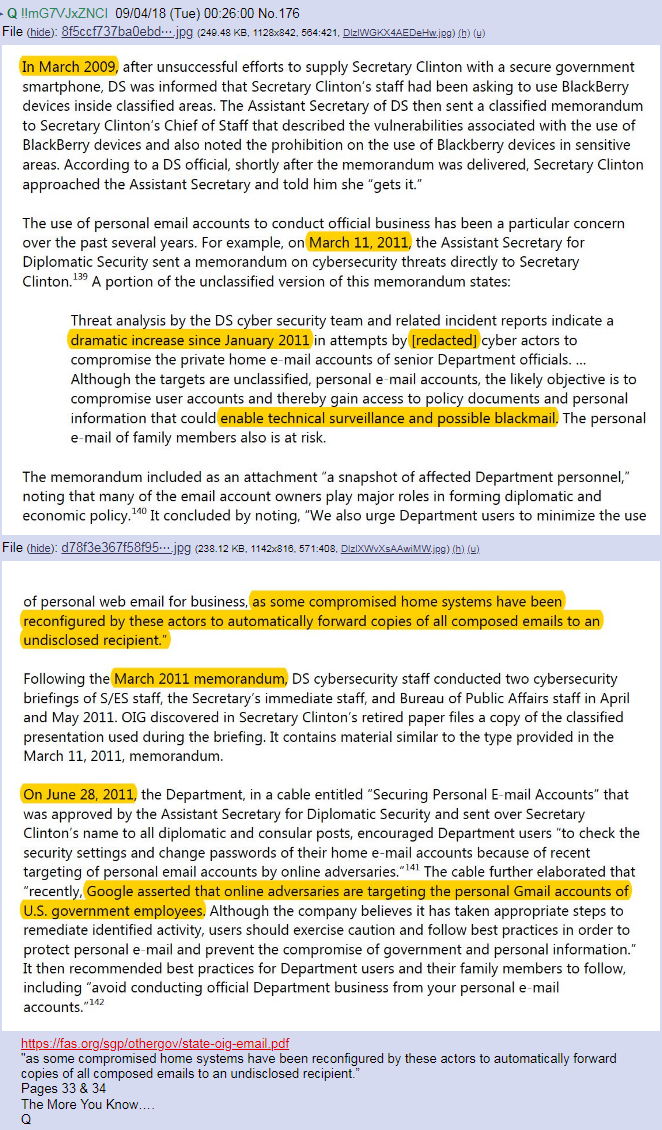 Q !!mG7VJxZNCI 09/04/18 (Tue) 00:26:00 No.176
File (hide): 8f5ccf737ba0ebd⋯.jpg (249.48 KB, 1128x842, 564:421, DlzIWGKX4AEDeHw.jpg) (h) (u)
In March 2009, after unsuccessful efforts to supply Secretary Clinton with a secure government
smartphone, DS was informed that Secretary Clinton's staff had been asking to use BlackBerry
devices inside classified areas. The Assistant Secretary of DS then sent a classified memorandum
to Secretary Clinton's Chief of Staff that described the vulnerabilities associated with the use of
BlackBerry devices and also noted the prohibition on the use of Blackberry devices in sensitive
areas. According to a DS official, shortly after the memorandum was delivered, Secretary Clinton
approached the Assistant Secretary and told him she "gets it."
The use of personal email accounts to conduct official business has been a particular concern
over the past several years. For example, on March 11, 2011, the Assistant Secretary for
Diplomatic Security sent a memorandum on cybersecurity threats directly to Secretary
Clinton.139 A portion of the unclassified version of this memorandum states:
Threat analysis by the DS cyber security team and related incident reports indicate a
dramatic increase since January 2011 in attempts by [redacted] cyber actors to
compromise the private home e-mail accounts of senior Department officials. …
Although the targets are unclassified, personal e-mail accounts, the likely objective is to
compromise user accounts and thereby gain access to policy documents and personal
information that could enable technical surveillance and possible blackmail. The personal
e-mail of family members also is at risk.
The memorandum included as an attachment "a snapshot of affected Department personnel,"
noting that many of the email account owners play major roles in forming diplomatic and
economic policy.140 It concluded by noting, "We also urge Department users to minimize the use
File (hide): d78f3e367f58f95⋯.jpg (238.12 KB, 1142x816, 571:408, DlzIXWvXsAAwiMW.jpg) (h) (u)
of personal web email for business, as some compromised home systems have been
reconfigured by these actors to automatically forward copies of all composed emails to an
undisclosed recipient."
Following the March 2011 memorandum, DS cybersecurity staff conducted two cybersecurity
briefings of S/ES staff, the Secretary's immediate staff, and Bureau of Public Affairs staff in April
and May 2011. OIG discovered in Secretary Clinton's retired paper files a copy of the classified
presentation used during the briefing. It contains material similar to the type provided in the
March 11, 2011, memorandum.
On June 28, 2011, the Department, in a cable entitled "Securing Personal E-mail Accounts" that
was approved by the Assistant Secretary for Diplomatic Security and sent over Secretary
Clinton's name to all diplomatic and consular posts, encouraged Department users "to check the
security settings and change passwords of their home e-mail accounts because of recent
targeting of personal email accounts by online adversaries."141 The cable further elaborated that
"recently, Google asserted that online adversaries are targeting the personal Gmail accounts of
U.S. government employees. Although the company believes it has taken appropriate steps to
remediate identified activity, users should exercise caution and follow best practices in order to
protect personal e-mail and prevent the compromise of government and personal information."
It then recommended best practices for Department users and their family members to follow,
including "avoid conducting official Department business from your personal e-mail
accounts."142
https://fas.org/sgp/othergov/state-oig-email.pdf
"as some compromised home systems have been reconfigured by these actors to automatically forward
copies of all composed emails to an undisclosed recipient."
Pages 33 & 34
The More You Know….
Q